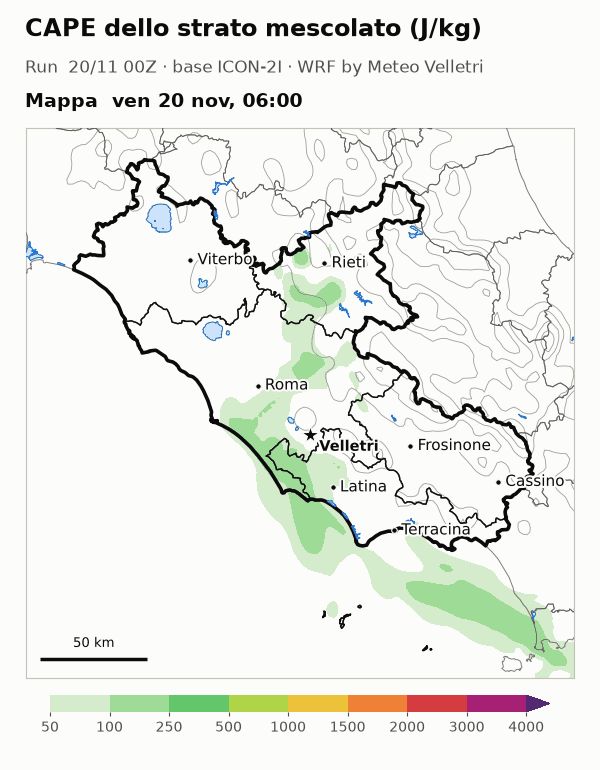 CAPE dello strato mescolato (J/kg)
Run  20/11 00Z · base ICON-2I · WRF by Meteo Velletri
Mappa  ven 20 nov, 06:00
Viterbo
Rieti
Roma
Velletri
Frosinone
Latina
Cassino
Terracina
50 km
50 100 250 500 1000 1500 2000 3000 4000